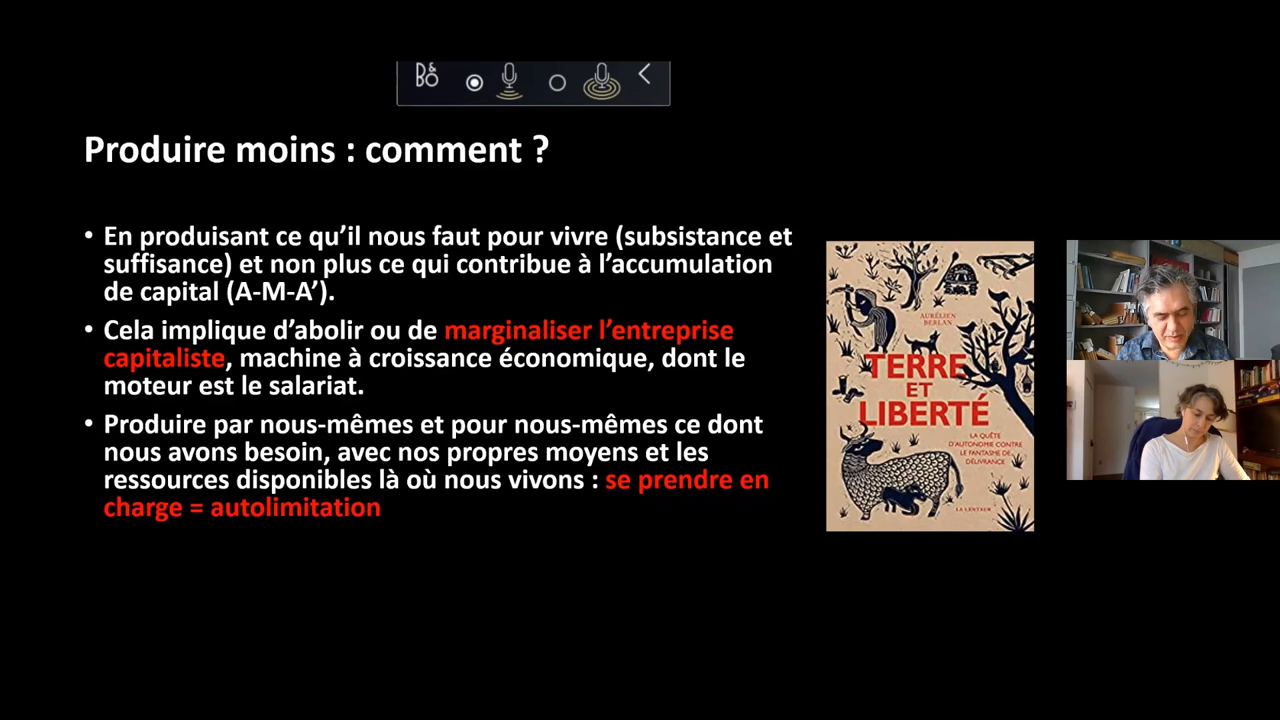 B&O
Produire moins : comment ?
• En produisant ce qu’il nous faut pour vivre (subsistance et
suffisance) et non plus ce qui contribue à l’accumulation
de capital (A-M-A’).
• Cela implique d’abolir ou de marginaliser l’entreprise
capitaliste, machine à croissance économique, dont le
moteur est le salariat.
• Produire par nous-mêmes et pour nous-mêmes ce dont
nous avons besoin, avec nos propres moyens et les
ressources disponibles là où nous vivons : se prendre en
charge = autolimitation
AURÉLIEN
BERLAN
TERRE
ET
LIBERTÉ
LA QUÊTE
D’AUTONOMIE CONTRE
LE FANTASME DE
DÉLIVRANCE
LA LENTEUR